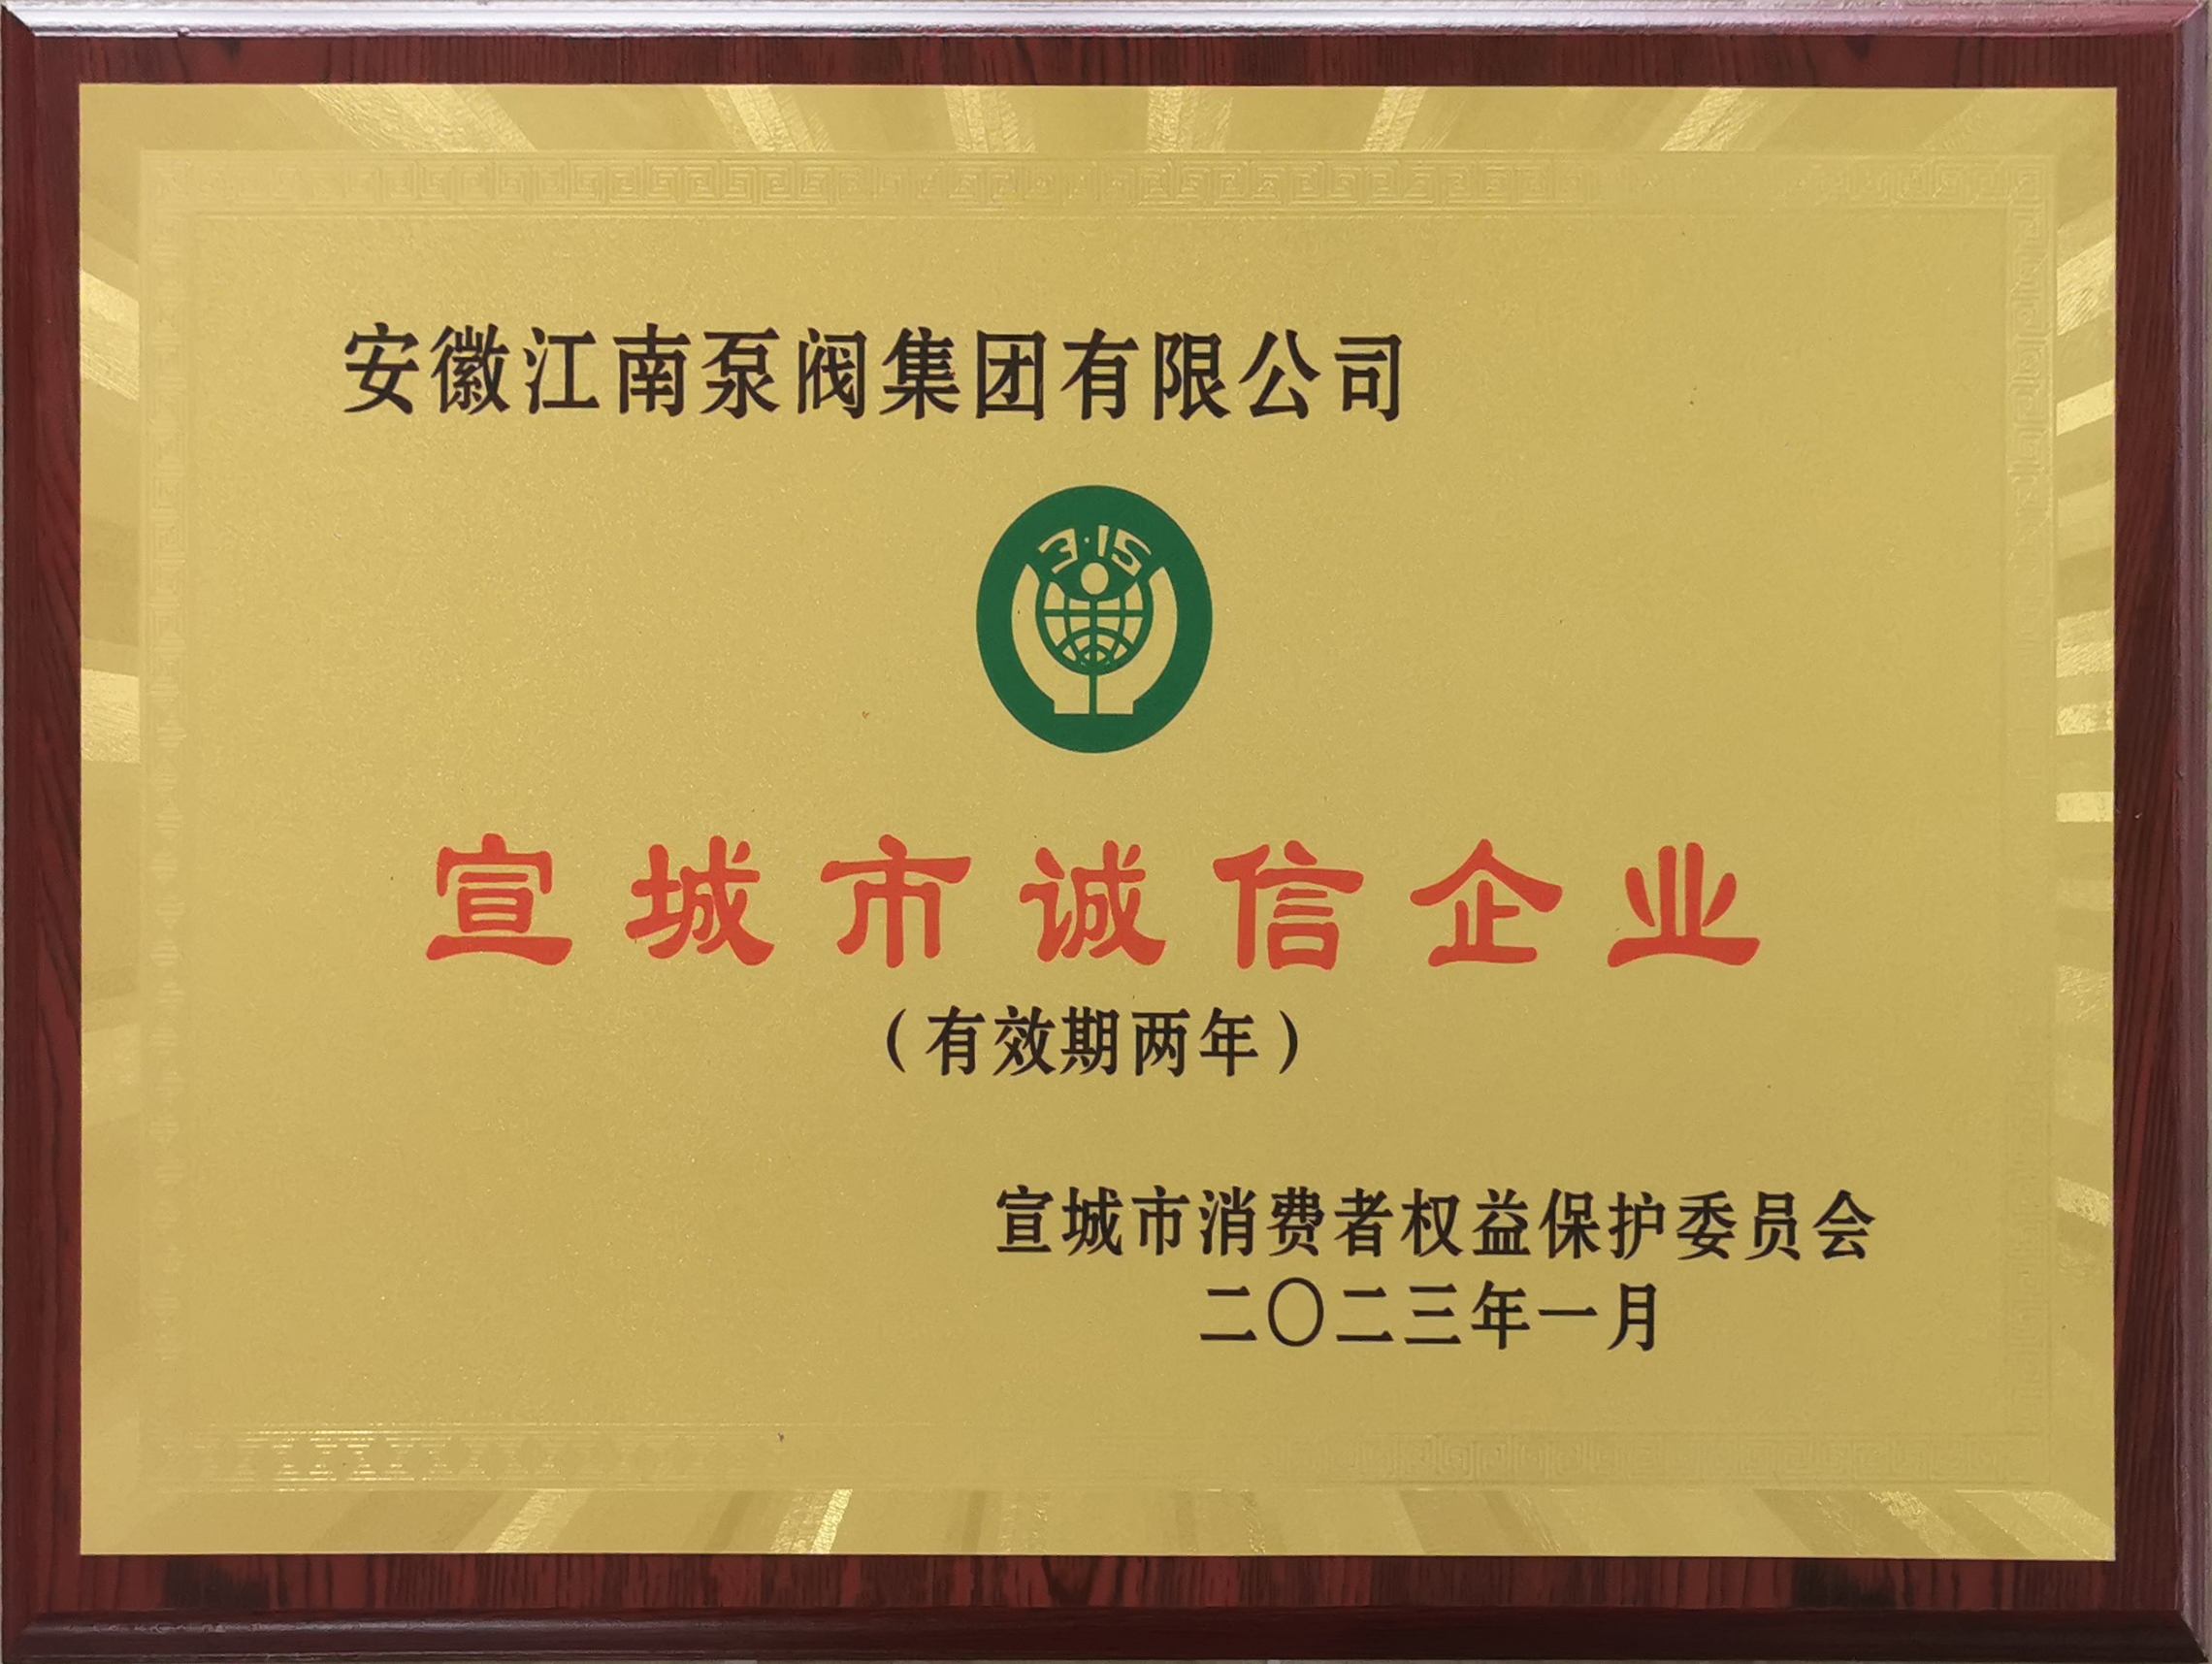 安徽江南泵阀集团有限公司
3·15
宣城市诚信企业
（有效期两年）
宣城市消费者权益保护委员会
二〇二三年一月